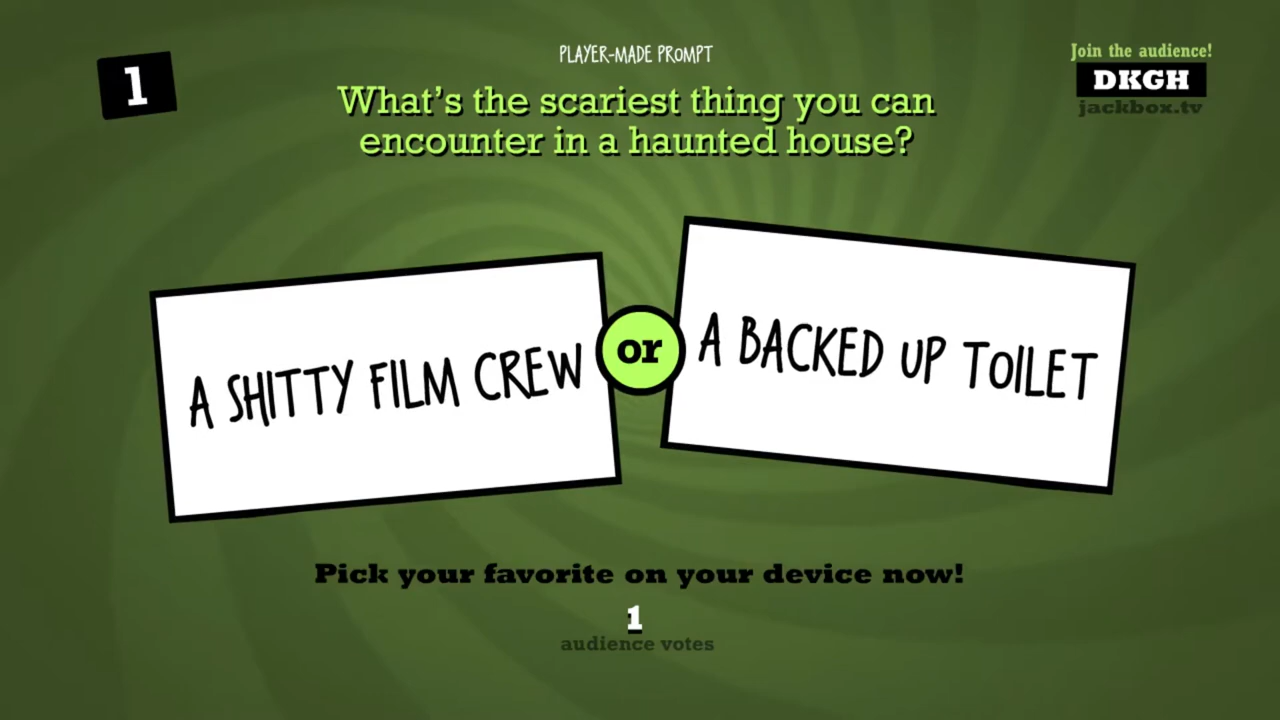 1
PLAYER-MADE PROMPT
What's the scariest thing you can
encounter in a haunted house?
Join the audience!
DKGH
jackbox.tv
A SHITTY FILM CREW
or
A BACKED UP TOILET
Pick your favorite on your device now!
1
audience votes